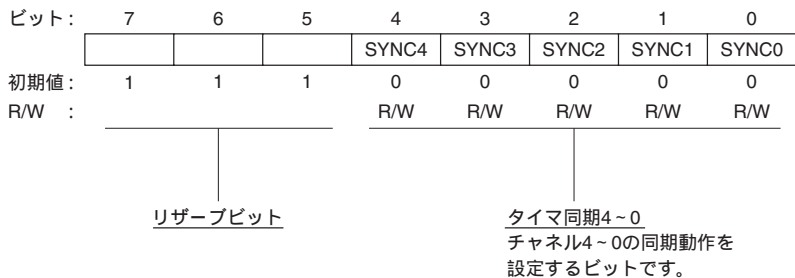 ビット： 7 6 5 4 3 2 1 0
SYNC4 SYNC3 SYNC2 SYNC1 SYNC0
初期値： 1 1 1 0 0 0 0 0
R/W ： R/W R/W R/W R/W R/W
リザーブビット
タイマ同期4～0
チャネル4～0の同期動作を
設定するビットです。